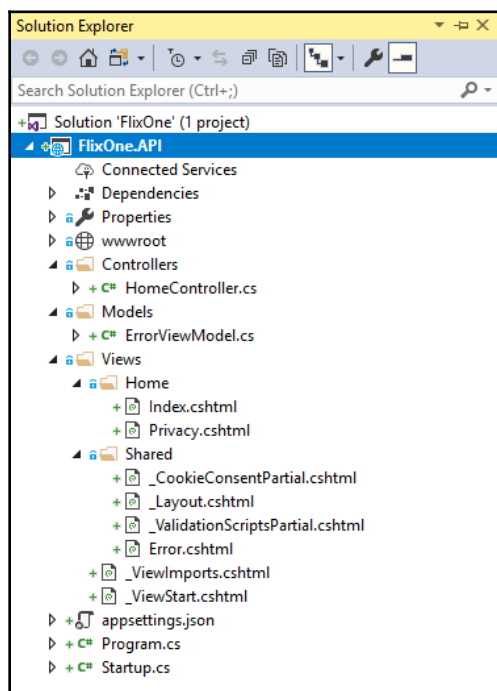 Solution Explorer
Search Solution Explorer (Ctrl+;)
Solution 'FlixOne' (1 project)
FlixOne.API
Connected Services
Dependencies
Properties
wwwroot
Controllers
C# HomeController.cs
Models
C# ErrorViewModel.cs
Views
Home
Index.cshtml
Privacy.cshtml
Shared
_CookieConsentPartial.cshtml
_Layout.cshtml
_ValidationScriptsPartial.cshtml
Error.cshtml
_ViewImports.cshtml
_ViewStart.cshtml
appsettings.json
C# Program.cs
C# Startup.cs